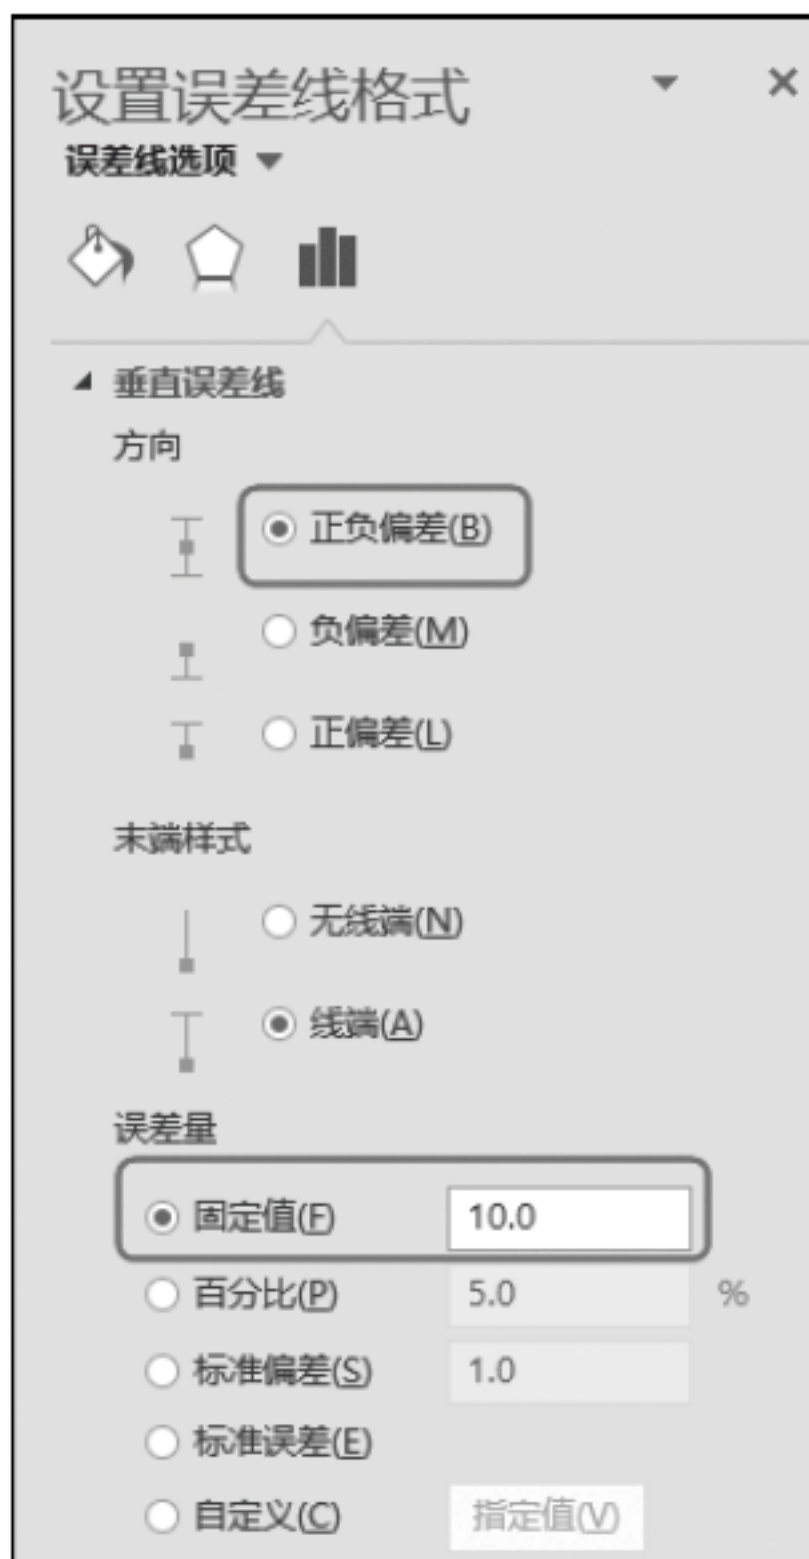 设置误差线格式
误差线选项
垂直误差线
方向
正负偏差(B)
负偏差(M)
正偏差(L)
末端样式
无线端(N)
线端(A)
误差量
固定值(F) 10.0
百分比(P) 5.0 %
标准偏差(S) 1.0
标准误差(E)
自定义(C) 指定值(V)